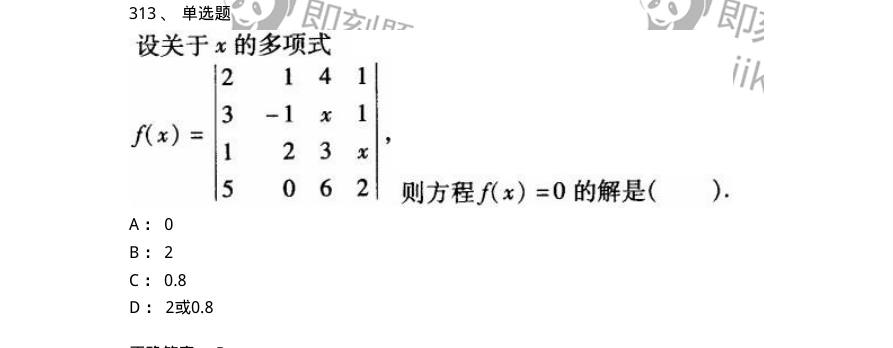 313、 单选题
设关于 x 的多项式
f(x) = | 2 1 4 1 |
| 3 -1 x 1 |
| 1 2 3 x |
| 5 0 6 2 | , 则方程 f(x) =0 的解是( ).
A： 0
B： 2
C： 0.8
D： 2或0.8